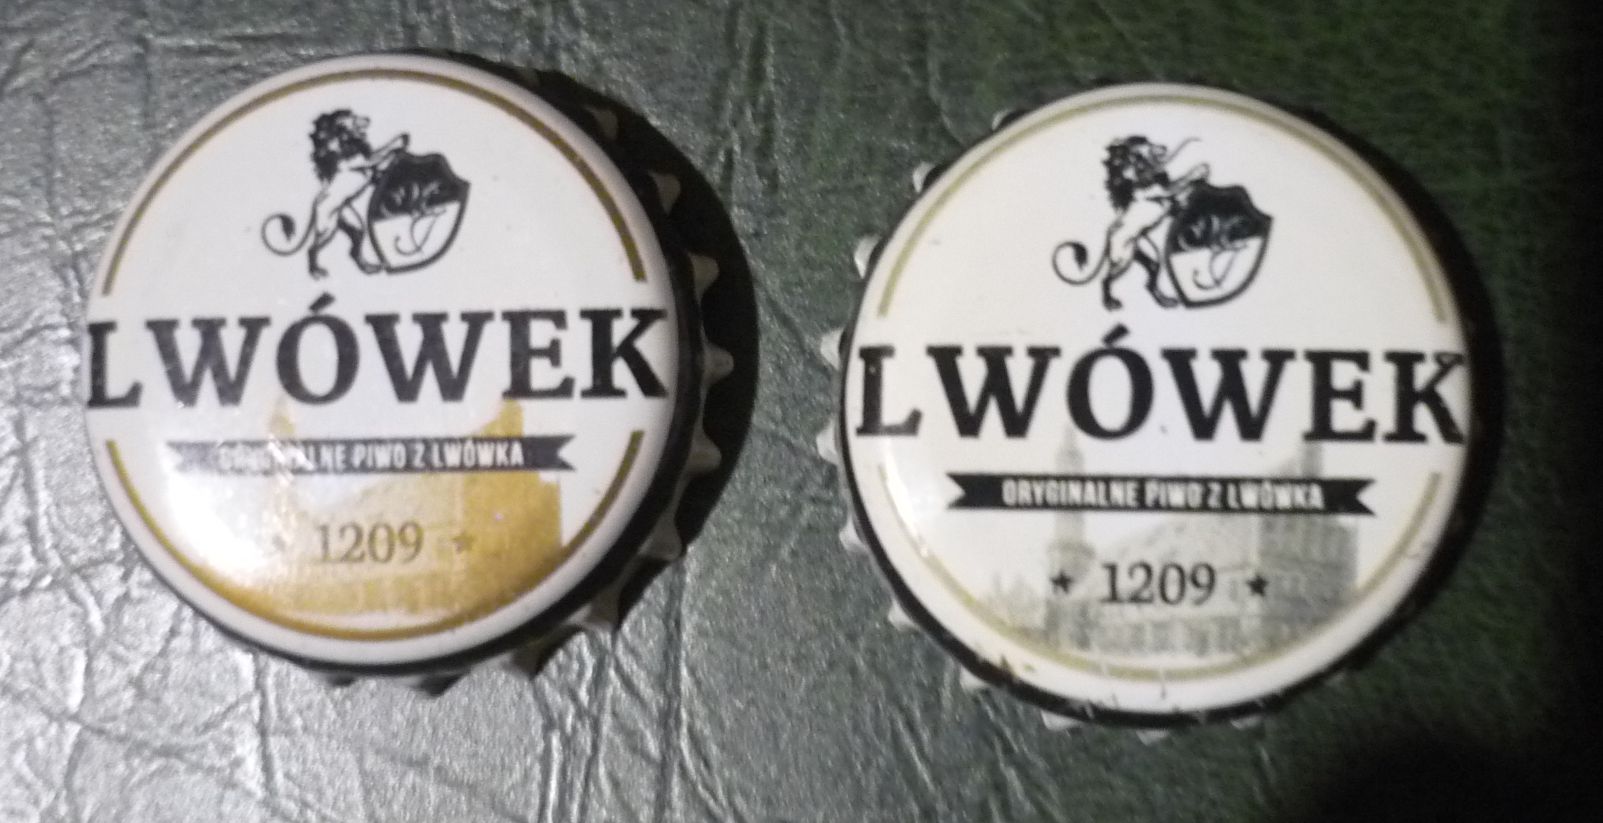 LWÓWEK
ORYGINALNE PIWO Z LWÓWKA
★ 1209 ★
LWÓWEK
ORYGINALNE PIWO Z LWÓWKA
★ 1209 ★